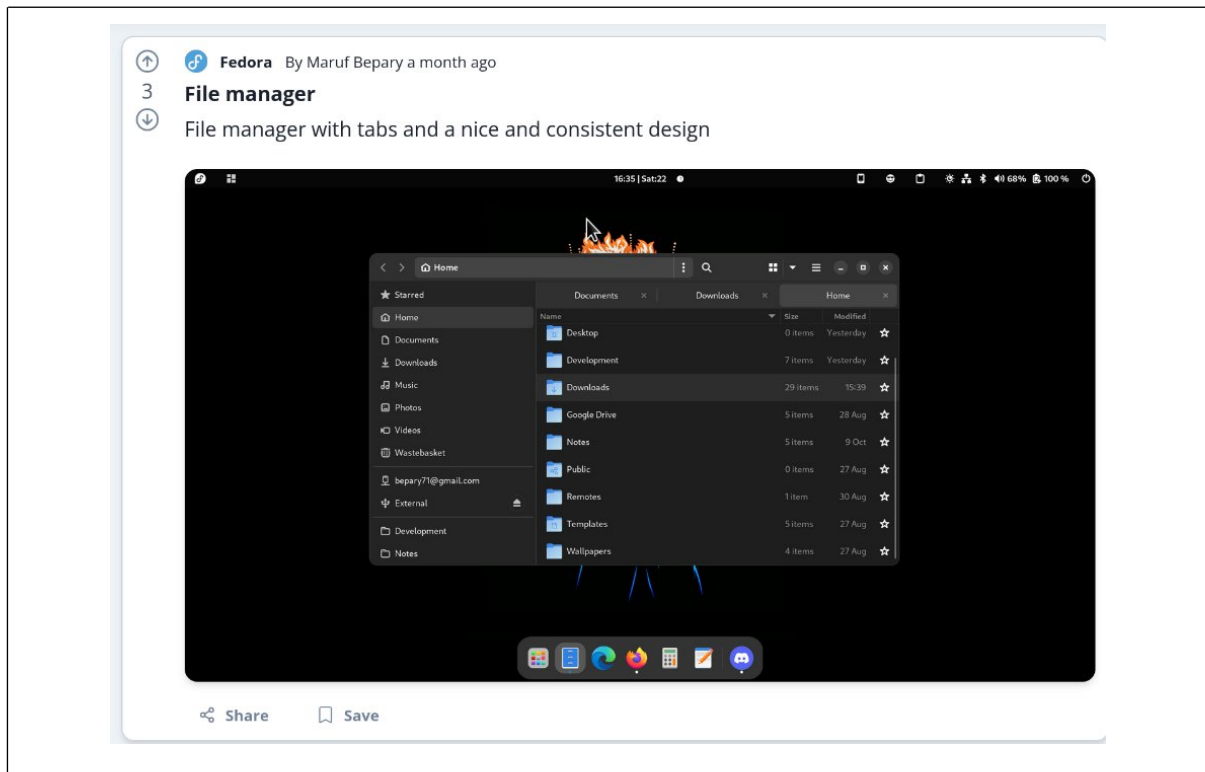 Fedora By Maruf Bepary a month ago
3
File manager
File manager with tabs and a nice and consistent design
16:35 | Sat:22 68% 100 %
Home
Starred
Home
Documents
Downloads
Music
Photos
Videos
Wastebasket
bepary71@gmail.com
External
Development
Notes
Documents Downloads Home
Name Size Modified
Desktop 0 items Yesterday
Development 7 items Yesterday
Downloads 29 items 15:39
Google Drive 5 items 28 Aug
Notes 5 items 9 Oct
Public 0 items 27 Aug
Remotes 1 item 30 Aug
Templates 5 items 27 Aug
Wallpapers 4 items 27 Aug
Share Save